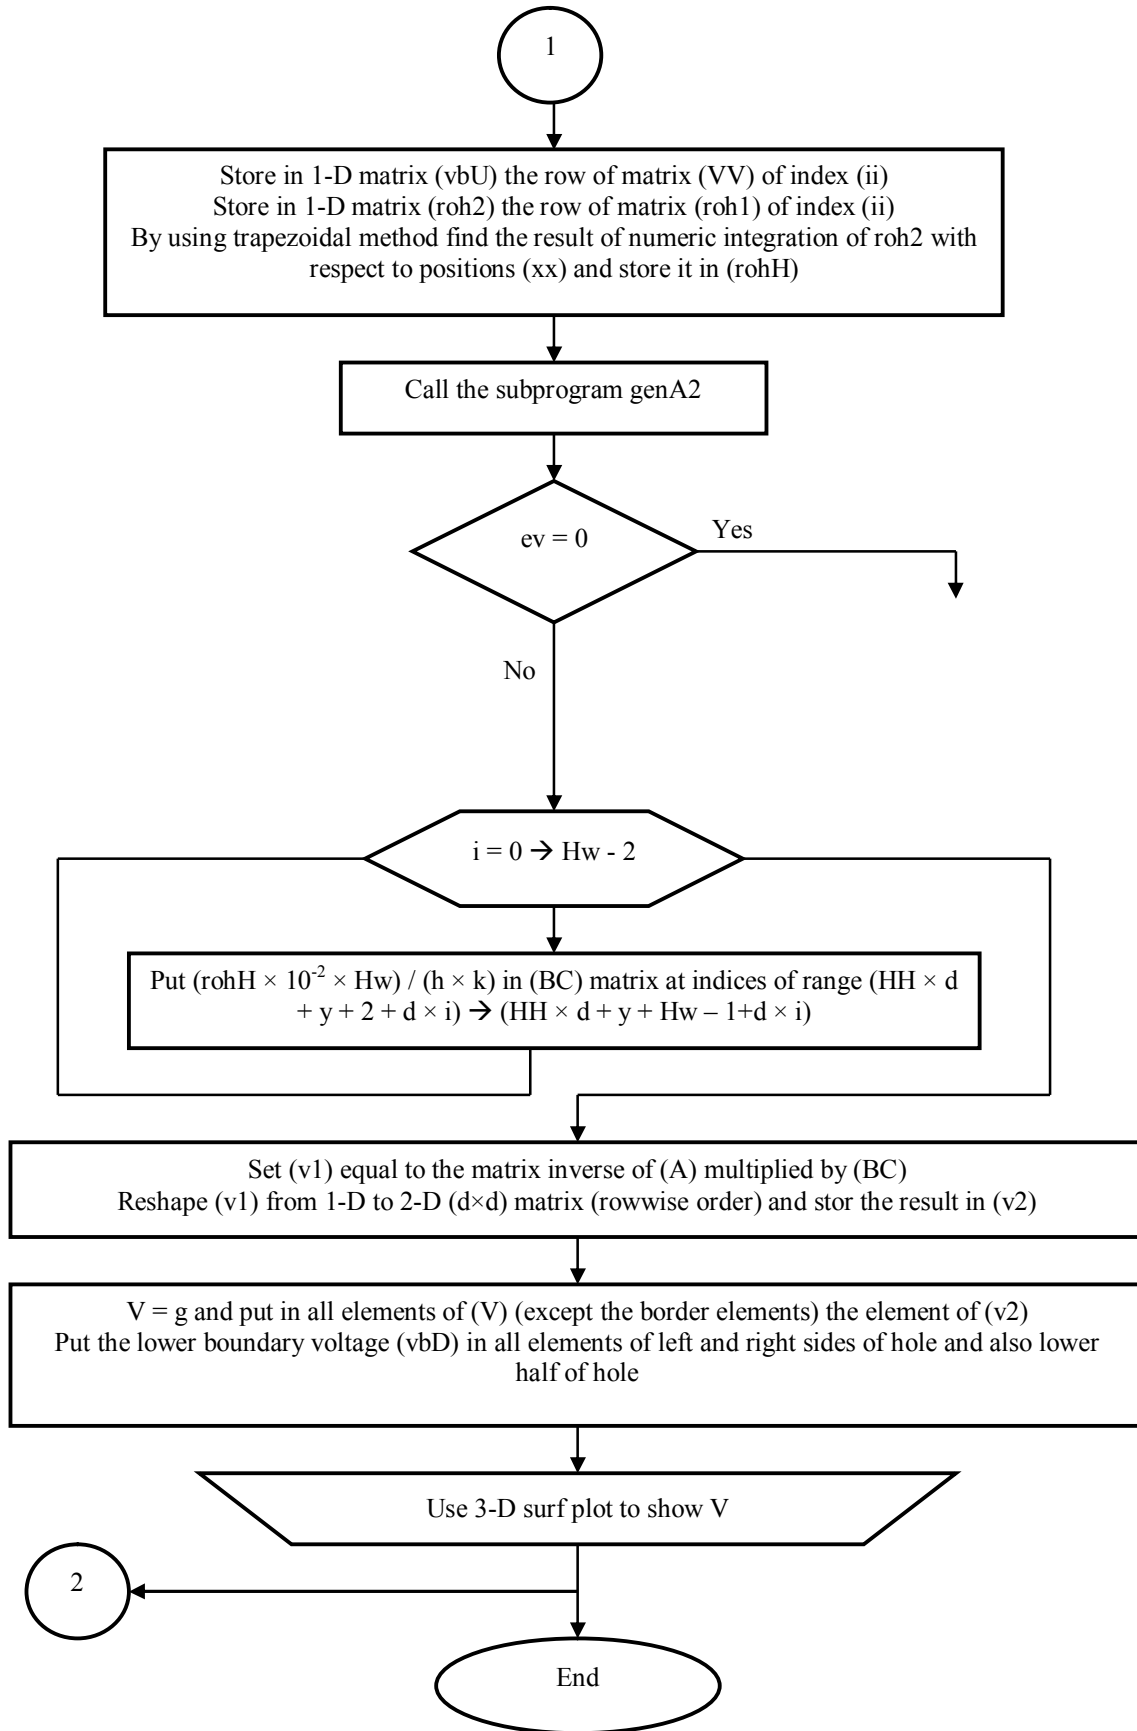 1
Store in 1-D matrix (vbU) the row of matrix (VV) of index (ii)
Store in 1-D matrix (roh2) the row of matrix (roh1) of index (ii)
By using trapezoidal method find the result of numeric integration of roh2 with
respect to positions (xx) and store it in (rohH)
Call the subprogram genA2
ev = 0
Yes
No
i = 0 → Hw - 2
Put (rohH × 10⁻² × Hw) / (h × k) in (BC) matrix at indices of range (HH × d
+ y + 2 + d × i) → (HH × d + y + Hw – 1+d × i)
Set (v1) equal to the matrix inverse of (A) multiplied by (BC)
Reshape (v1) from 1-D to 2-D (d×d) matrix (rowwise order) and stor the result in (v2)
V = g and put in all elements of (V) (except the border elements) the element of (v2)
Put the lower boundary voltage (vbD) in all elements of left and right sides of hole and also lower
half of hole
Use 3-D surf plot to show V
2
End